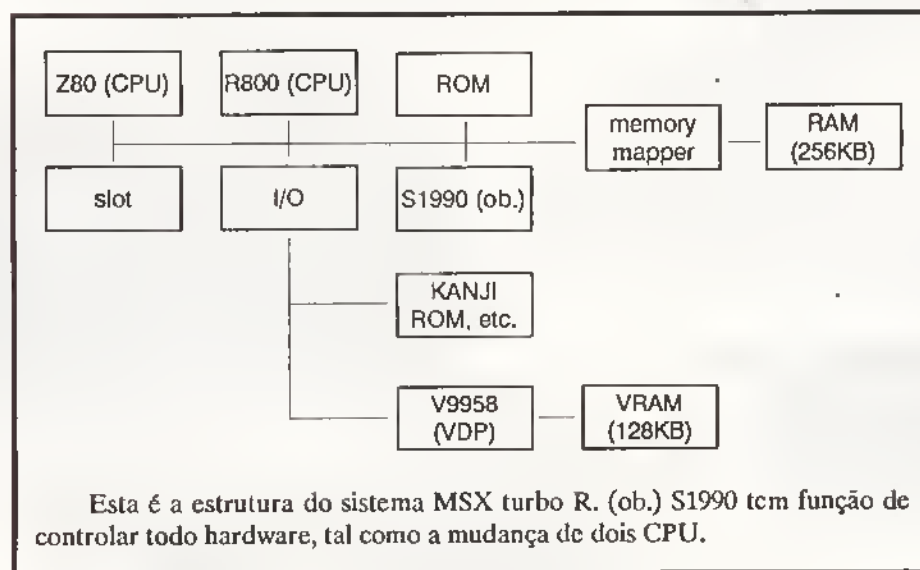 Z80 (CPU)
R800 (CPU)
ROM
memory
mapper
RAM
(256KB)
slot
I/O
S1990 (ob.)
KANJI
ROM, etc.
V9958
(VDP)
VRAM
(128KB)
Esta é a estrutura do sistema MSX turbo R. (ob.) S1990 tem função de
controlar todo hardware, tal como a mudança de dois CPU.